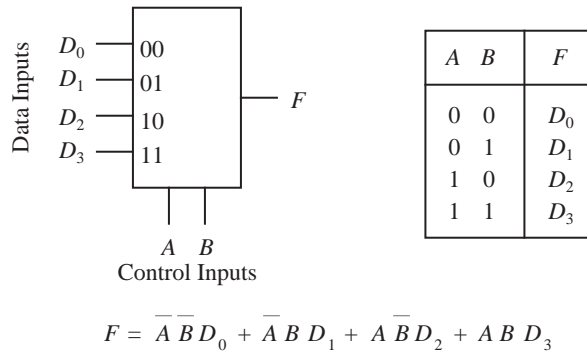 Data Inputs
D₀ 00
D₁ 01
D₂ 10
D₃ 11
F
A B
Control Inputs
A B F
0 0 D₀
0 1 D₁
1 0 D₂
1 1 D₃
F = A̅ B̅ D₀ + A̅ B D₁ + A B̅ D₂ + A B D₃